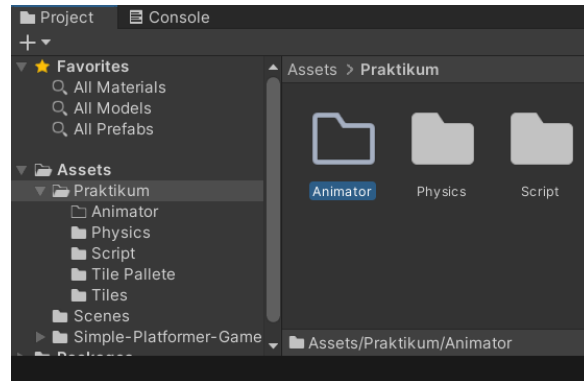 Project Console
Favorites
All Materials
All Models
All Prefabs
Assets
Praktikum
Animator
Physics
Script
Tile Pallete
Tiles
Scenes
Simple-Platformer-Game
Packages
Assets > Praktikum
Animator Physics Script
Assets/Praktikum/Animator